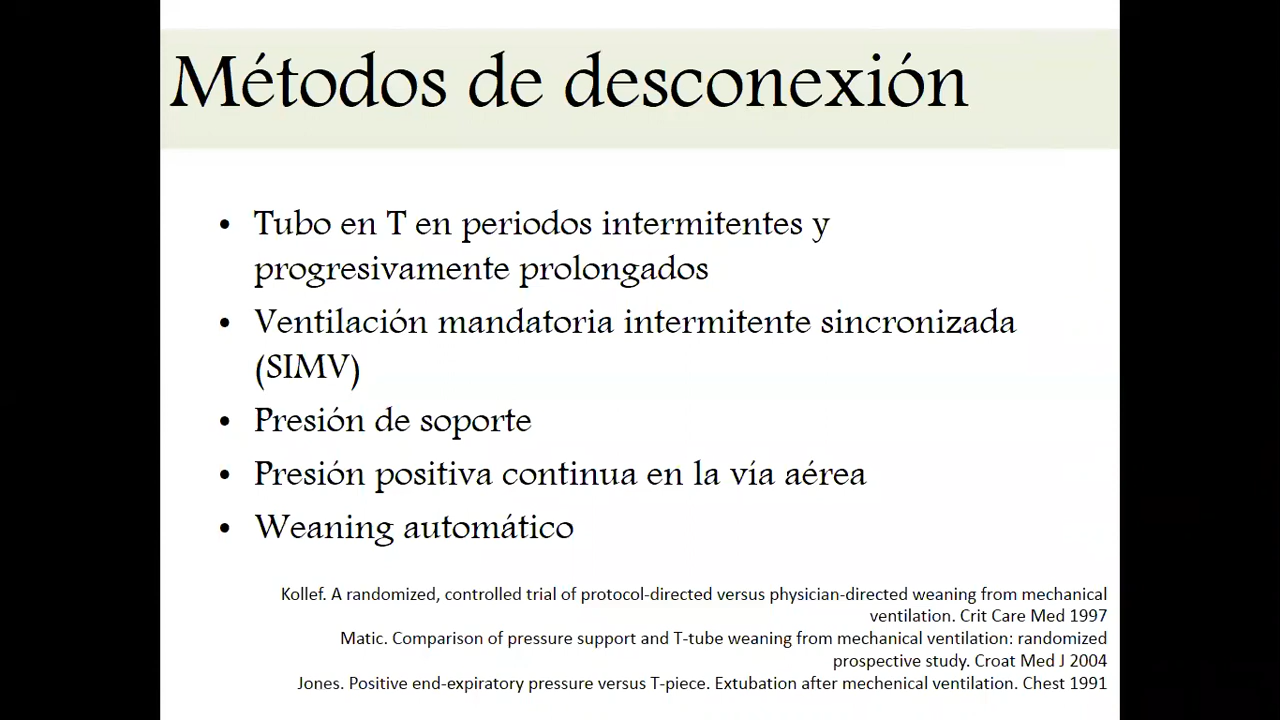 Métodos de desconexión
• Tubo en T en periodos intermitentes y
progresivamente prolongados
• Ventilación mandatoria intermitente sincronizada
(SIMV)
• Presión de soporte
• Presión positiva continua en la vía aérea
• Weaning automático
Kollef. A randomized, controlled trial of protocol-directed versus physician-directed weaning from mechanical
ventilation. Crit Care Med 1997
Matic. Comparison of pressure support and T-tube weaning from mechanical ventilation: randomized
prospective study. Croat Med J 2004
Jones. Positive end-expiratory pressure versus T-piece. Extubation after mechenical ventilation. Chest 1991